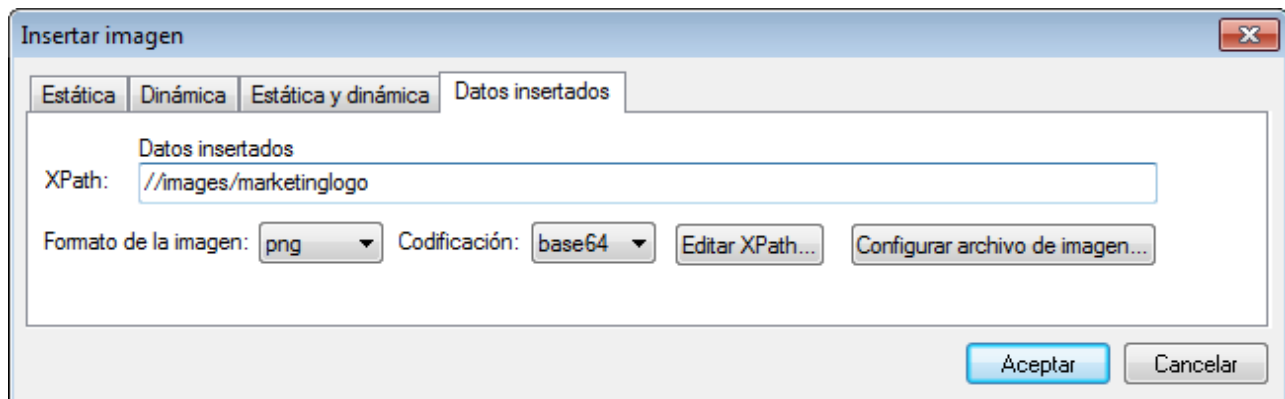 Insertar imagen
Estática Dinámica Estática y dinámica Datos insertados
Datos insertados
XPath: //images/marketinglogo
Formato de la imagen: png Codificación: base64 Editar XPath... Configurar archivo de imagen...
Aceptar Cancelar